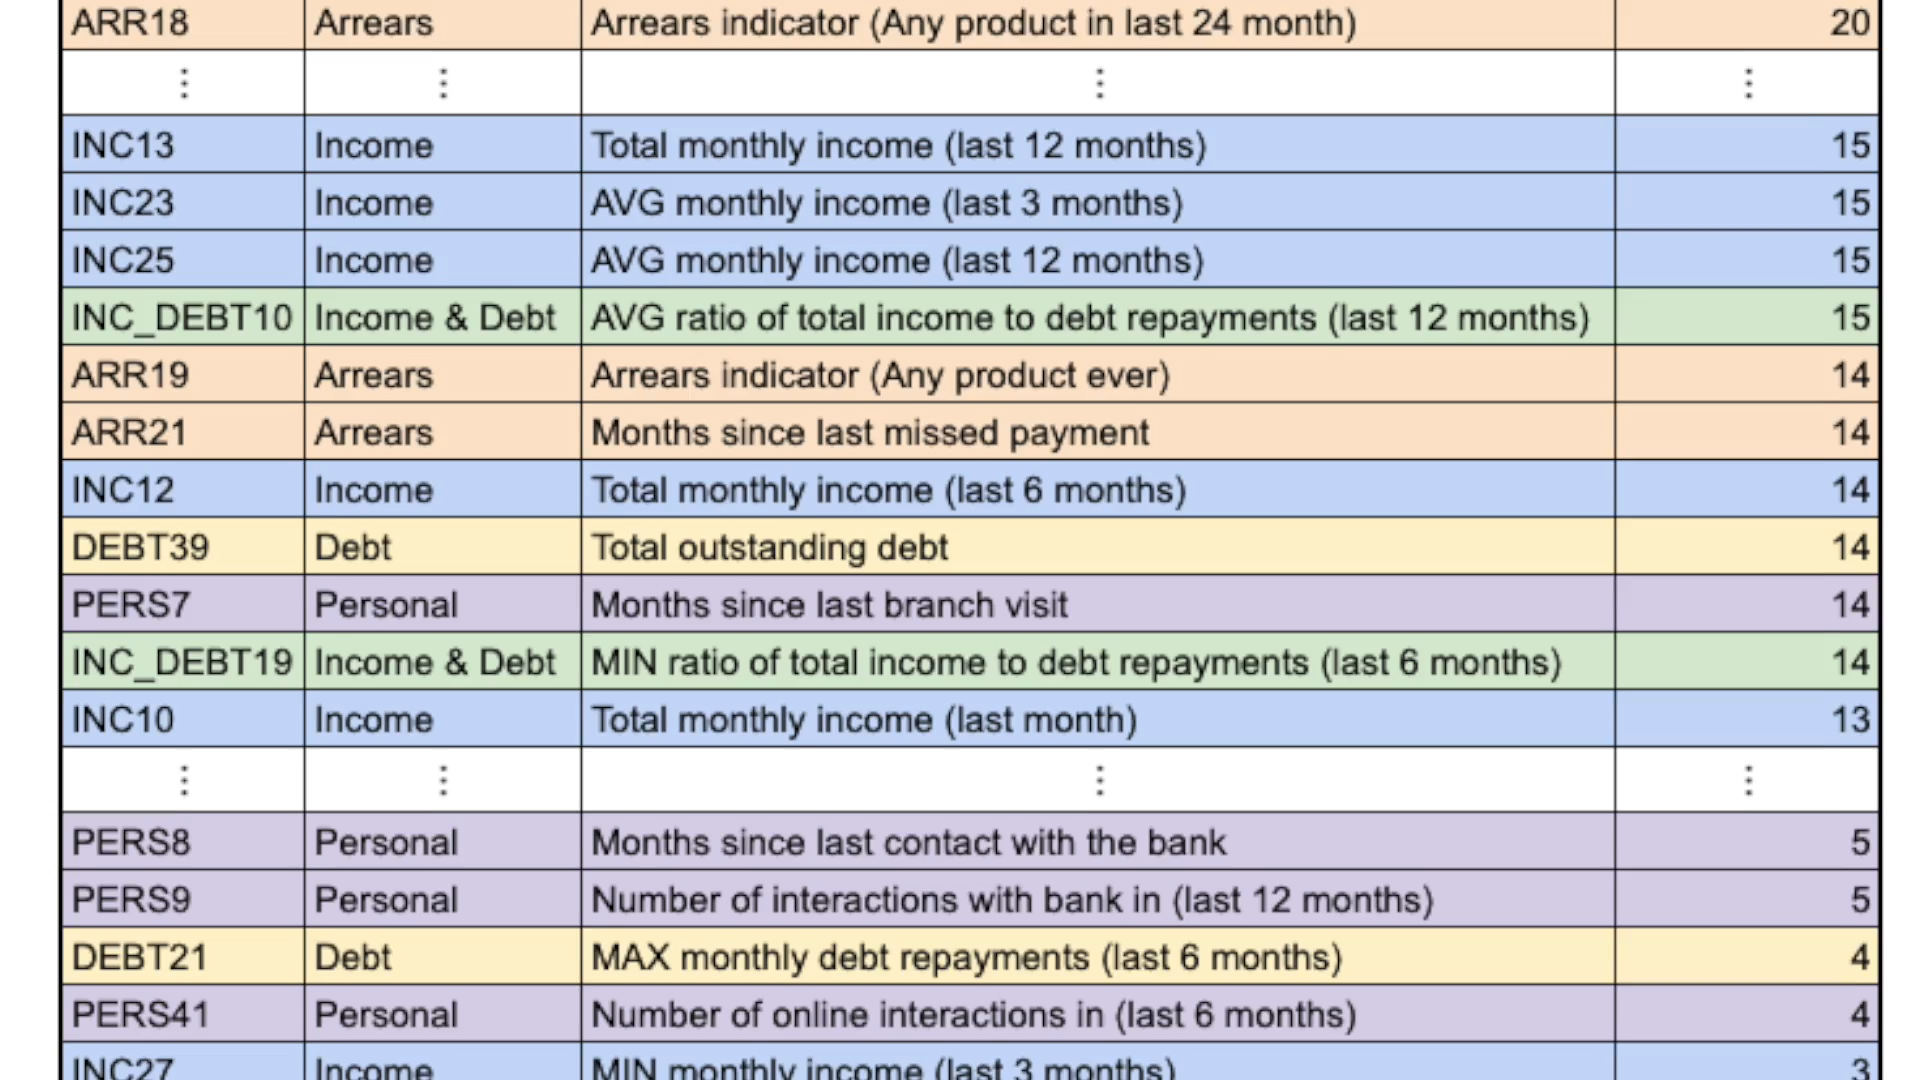 ARR18 Arrears Arrears indicator (Any product in last 24 month) 20
⋮ ⋮ ⋮ ⋮
INC13 Income Total monthly income (last 12 months) 15
INC23 Income AVG monthly income (last 3 months) 15
INC25 Income AVG monthly income (last 12 months) 15
INC_DEBT10 Income & Debt AVG ratio of total income to debt repayments (last 12 months) 15
ARR19 Arrears Arrears indicator (Any product ever) 14
ARR21 Arrears Months since last missed payment 14
INC12 Income Total monthly income (last 6 months) 14
DEBT39 Debt Total outstanding debt 14
PERS7 Personal Months since last branch visit 14
INC_DEBT19 Income & Debt MIN ratio of total income to debt repayments (last 6 months) 14
INC10 Income Total monthly income (last month) 13
⋮ ⋮ ⋮ ⋮
PERS8 Personal Months since last contact with the bank 5
PERS9 Personal Number of interactions with bank in (last 12 months) 5
DEBT21 Debt MAX monthly debt repayments (last 6 months) 4
PERS41 Personal Number of online interactions in (last 6 months) 4
INC27 Income MIN monthly income (last 3 months) 3